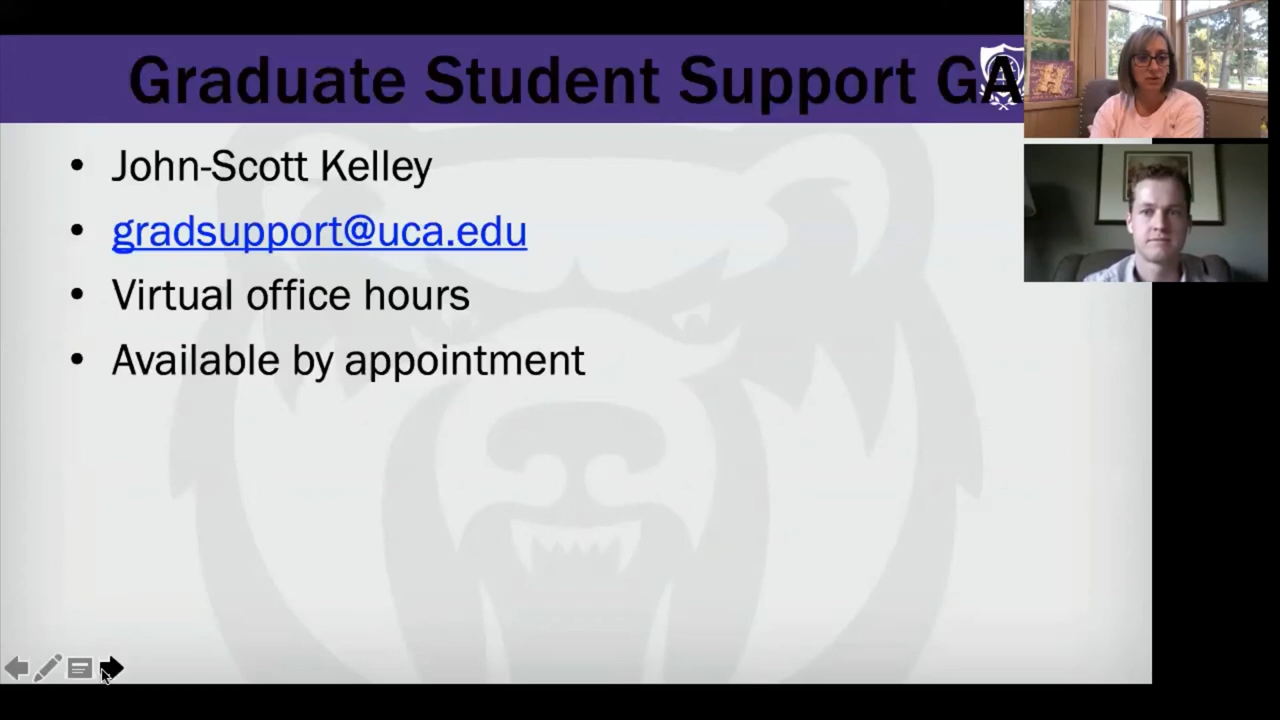 Graduate Student Support GA
• John-Scott Kelley
• gradsupport@uca.edu
• Virtual office hours
• Available by appointment